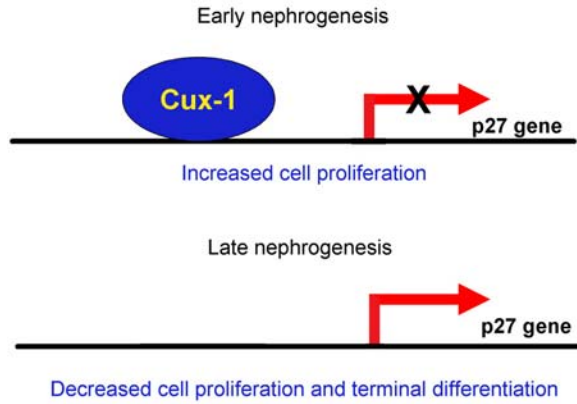 Early nephrogenesis
Cux-1
X
p27 gene
Increased cell proliferation
Late nephrogenesis
p27 gene
Decreased cell proliferation and terminal differentiation